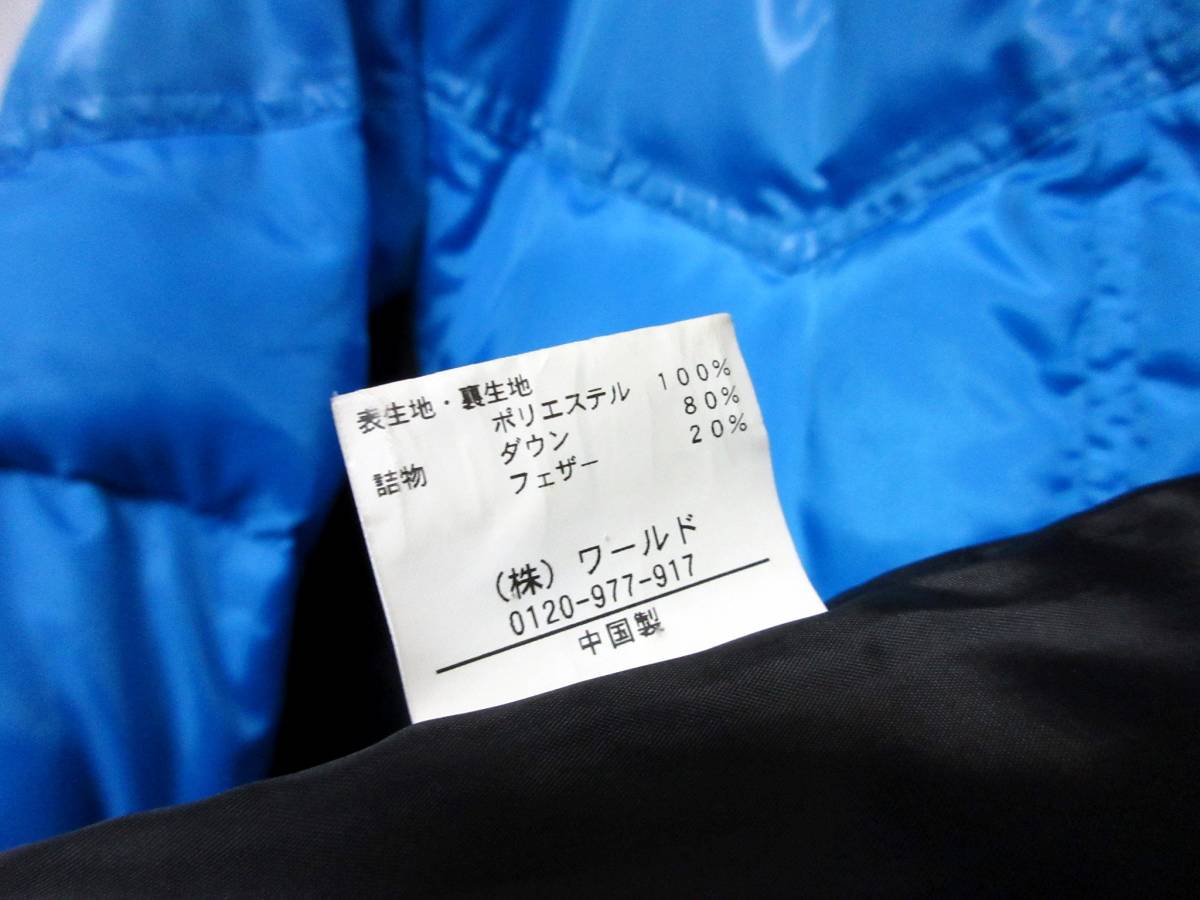 表生地・裏生地
ポリエステル 100%
詰物 ダウン 80%
フェザー 20%
(株) ワールド
0120-977-917
中国製